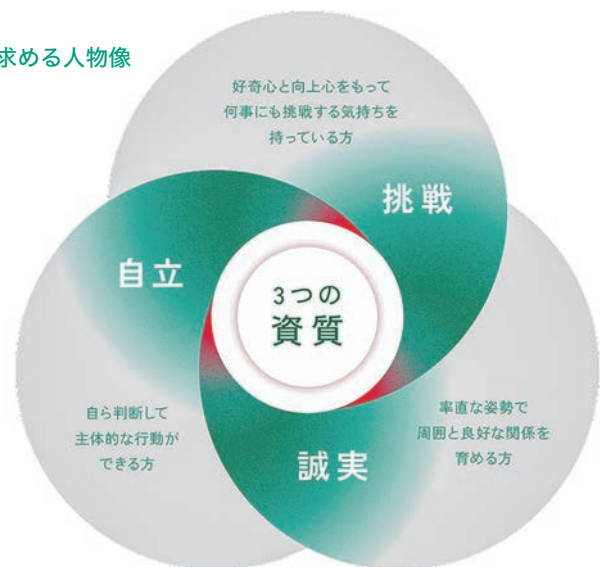 求める人物像
好奇心と向上心をもって
何事にも挑戦する気持ちを
持っている方
挑戦
自立
3つの
資質
自ら判断して
主体的な行動が
できる方
誠実
率直な姿勢で
周囲と良好な関係を
育める方